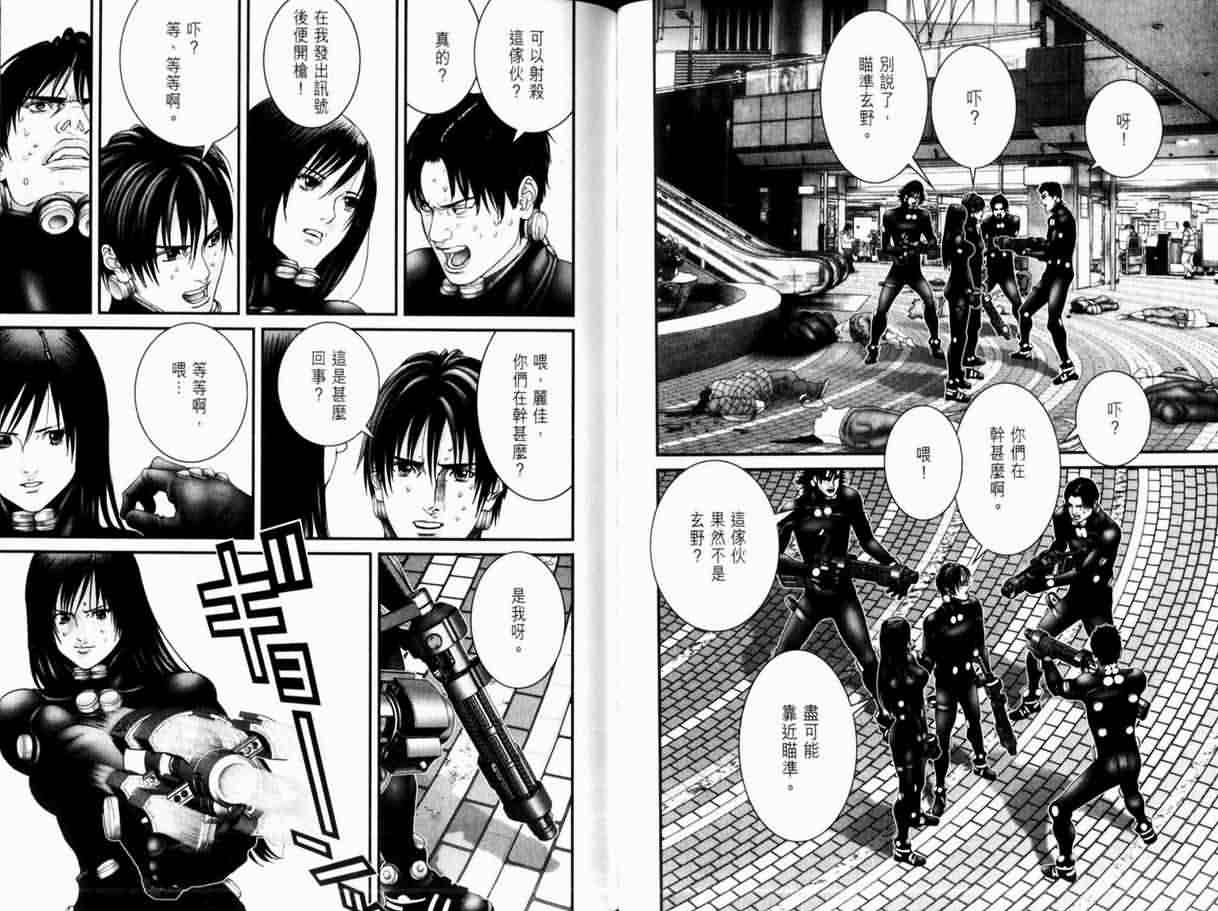 呀！
吓？
別說了，
瞄準玄野。
吓？
你們在
幹甚麼啊。
喂！
這傢伙
果然不是
玄野？
盡可能
靠近瞄準。
可以射殺
這傢伙？
真的？
在我發出訊號
後便開槍！
吓？
等、等等啊。
喂，麗佳，
你們在幹甚麼？
這是甚麼
回事？
等等啊，
喂…
是我呀。
ギョーーン